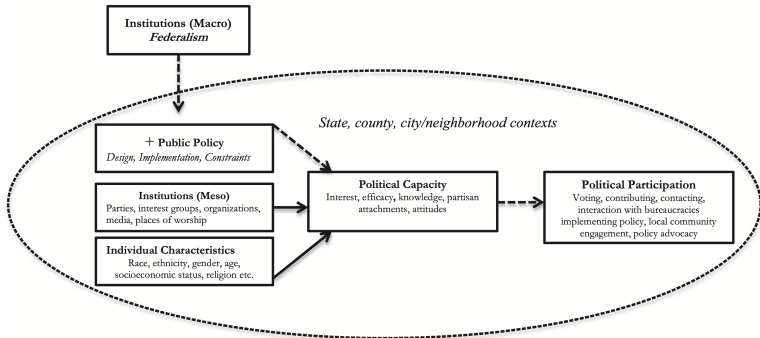 Institutions (Macro)
Federalism
State, county, city/neighborhood contexts
+ Public Policy
Design, Implementation, Constraints
Institutions (Meso)
Parties, interest groups, organizations,
media, places of worship
Individual Characteristics
Race, ethnicity, gender, age,
socioeconomic status, religion etc.
Political Capacity
Interest, efficacy, knowledge, partisan
attachments, attitudes
Political Participation
Voting, contributing, contacting,
interaction with bureaucracies
implementing policy, local community
engagement, policy advocacy